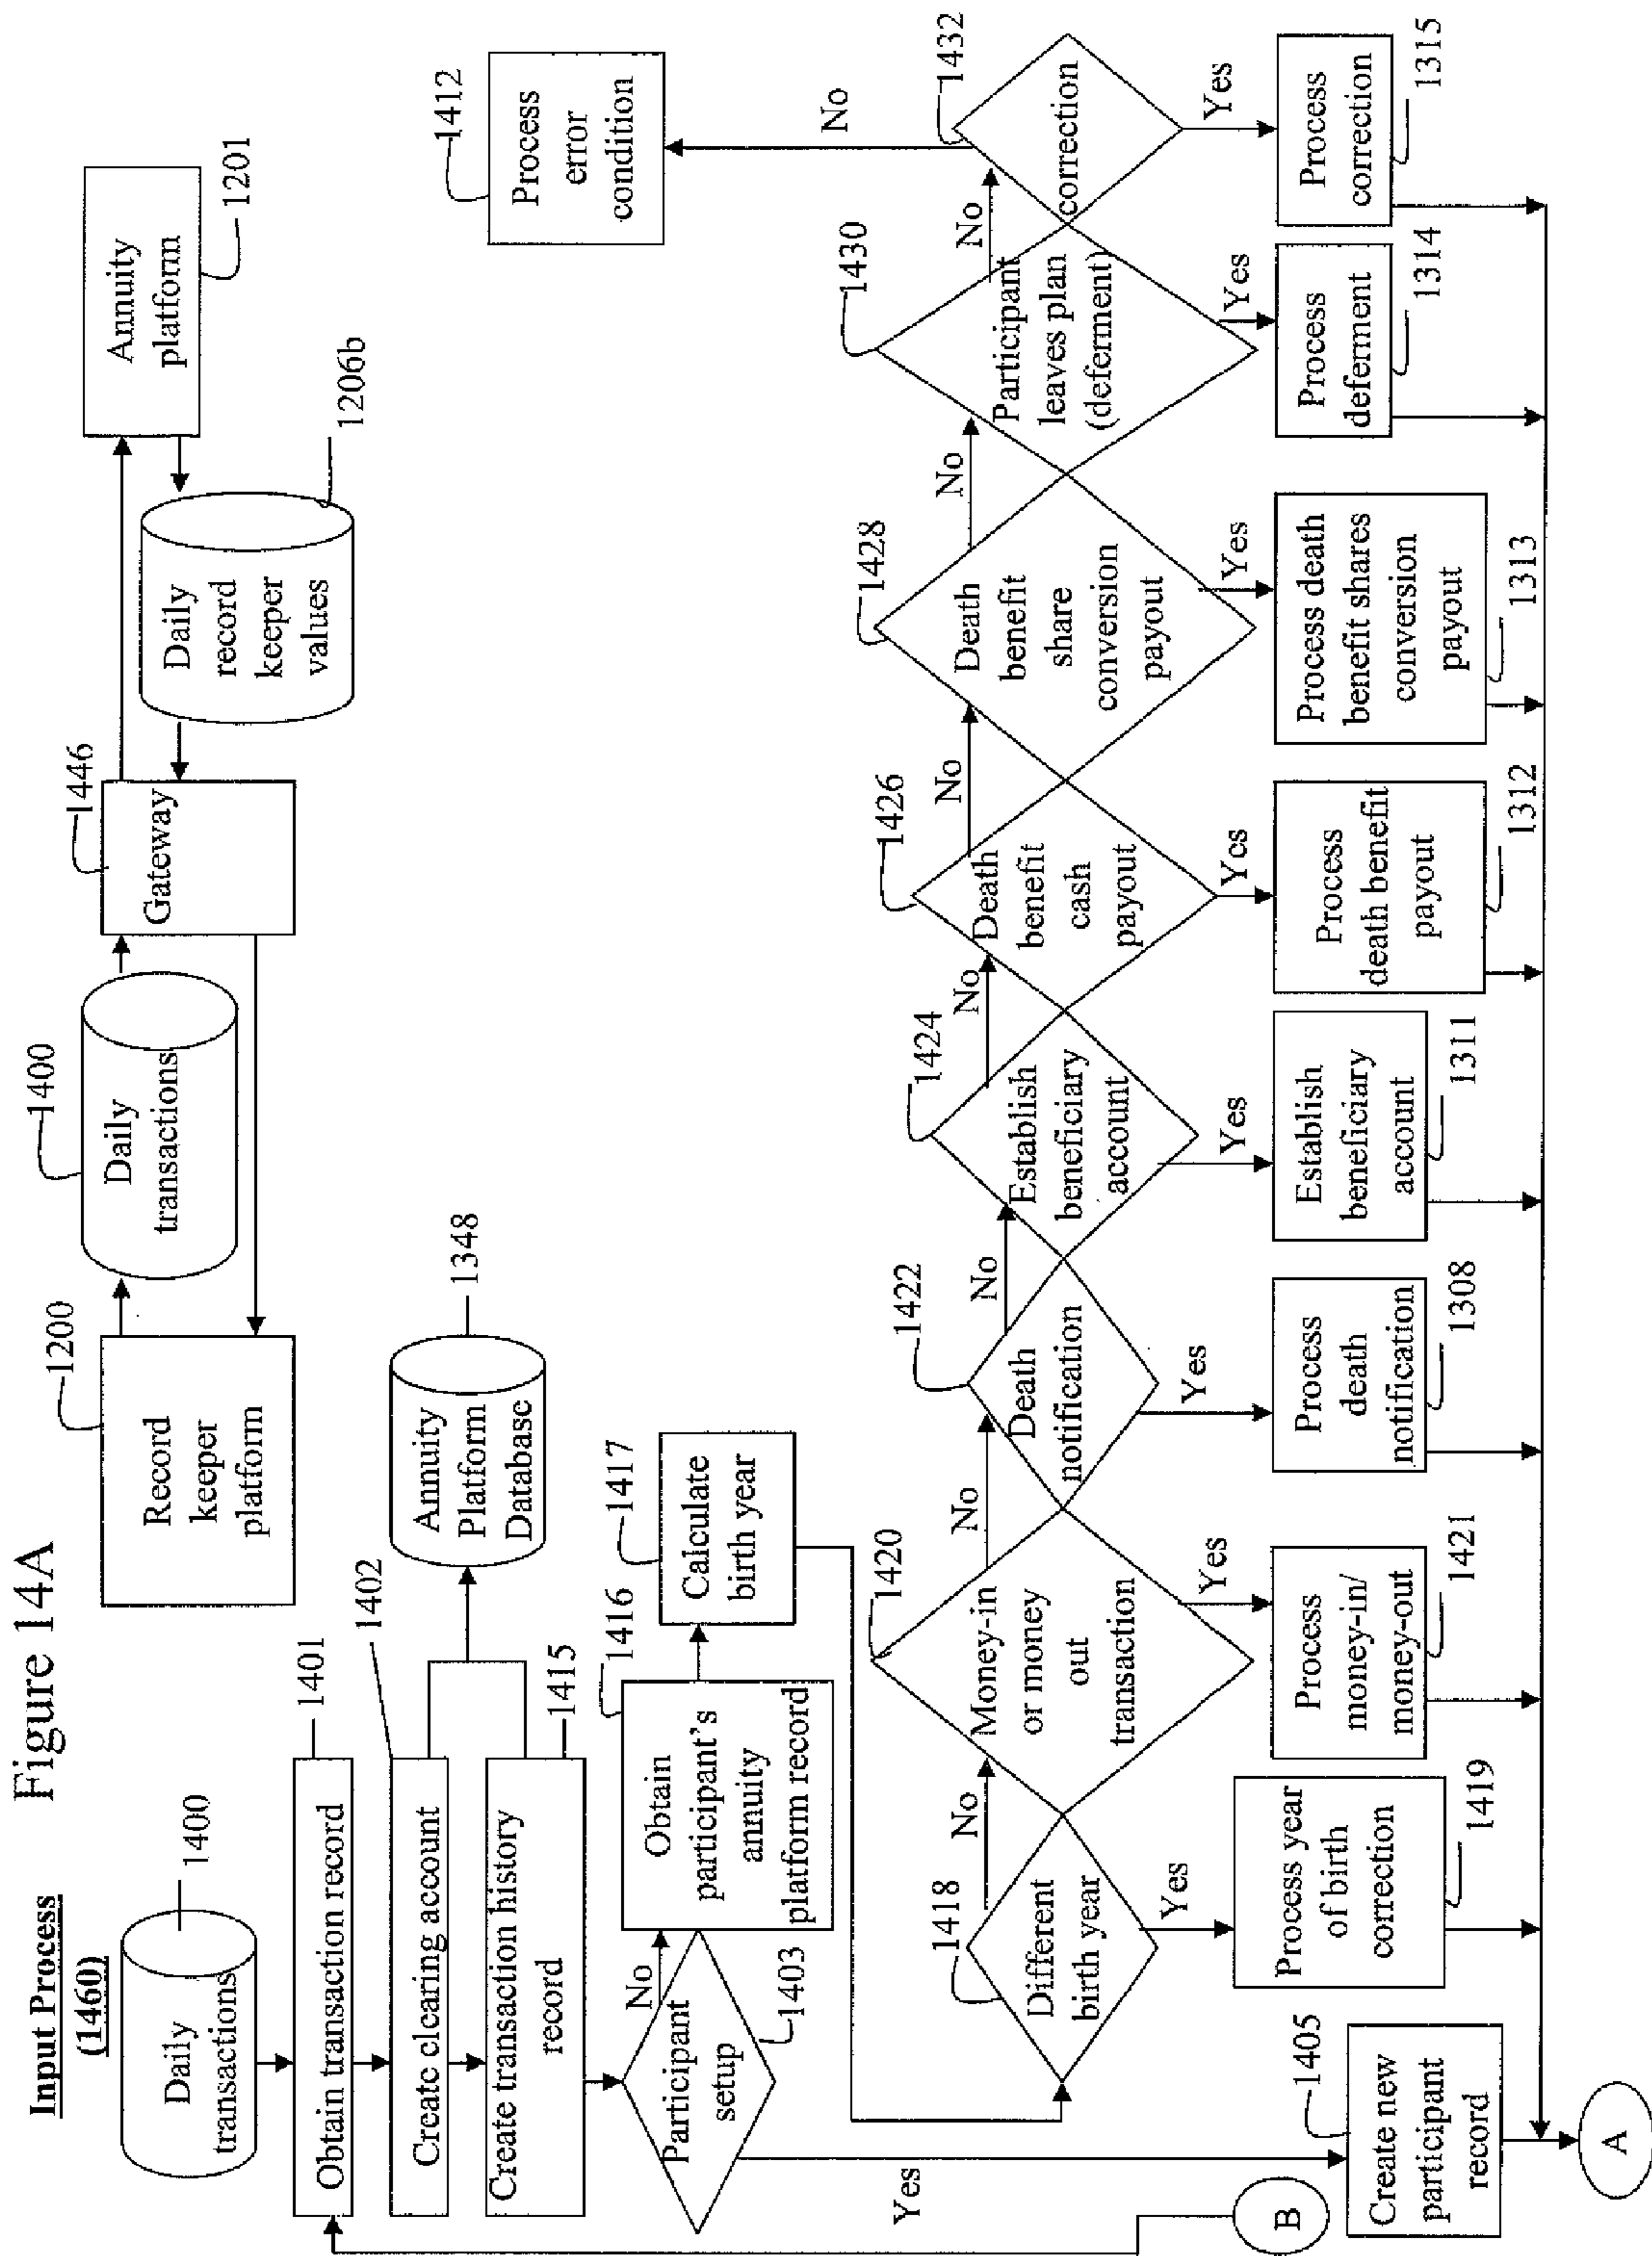 Figure 14A
Input Process
(1460)
1400
Daily
transactions
1401
Obtain transaction record
1402
Create clearing account
1415
Create transaction history
record
Participant
setup
1403
No
Yes
1416
Obtain
participant's
annuity
platform record
1417
Calculate
birth year
Annuity
Platform
Database
1348
1200
Record
keeper
platform
1400
Daily
transactions
1446
Gateway
Daily
record
keeper
values
1206b
Annuity
platform
1201
1418
Different
birth year
No
Yes
Process year
of birth
correction
1419
1420
Money-in
or money
out
transaction
No
Yes
Process
money-in/
money-out
1421
1422
Death
notification
No
Yes
Process
death
notification
1308
1424
Establish
beneficiary
account
No
Yes
Establish
beneficiary
account
1311
1426
Death
benefit
cash
payout
No
Yes
Process
death benefit
payout
1312
1428
Death
benefit
share
conversion
payout
No
Yes
Process death
benefit shares
conversion
payout
1313
1430
Participant
leaves plan
(deferment)
No
Yes
Process
deferment
1314
1432
correction
No
Yes
Process
correction
1315
1412
Process
error
condition
1405
Create new
participant
record
B
A